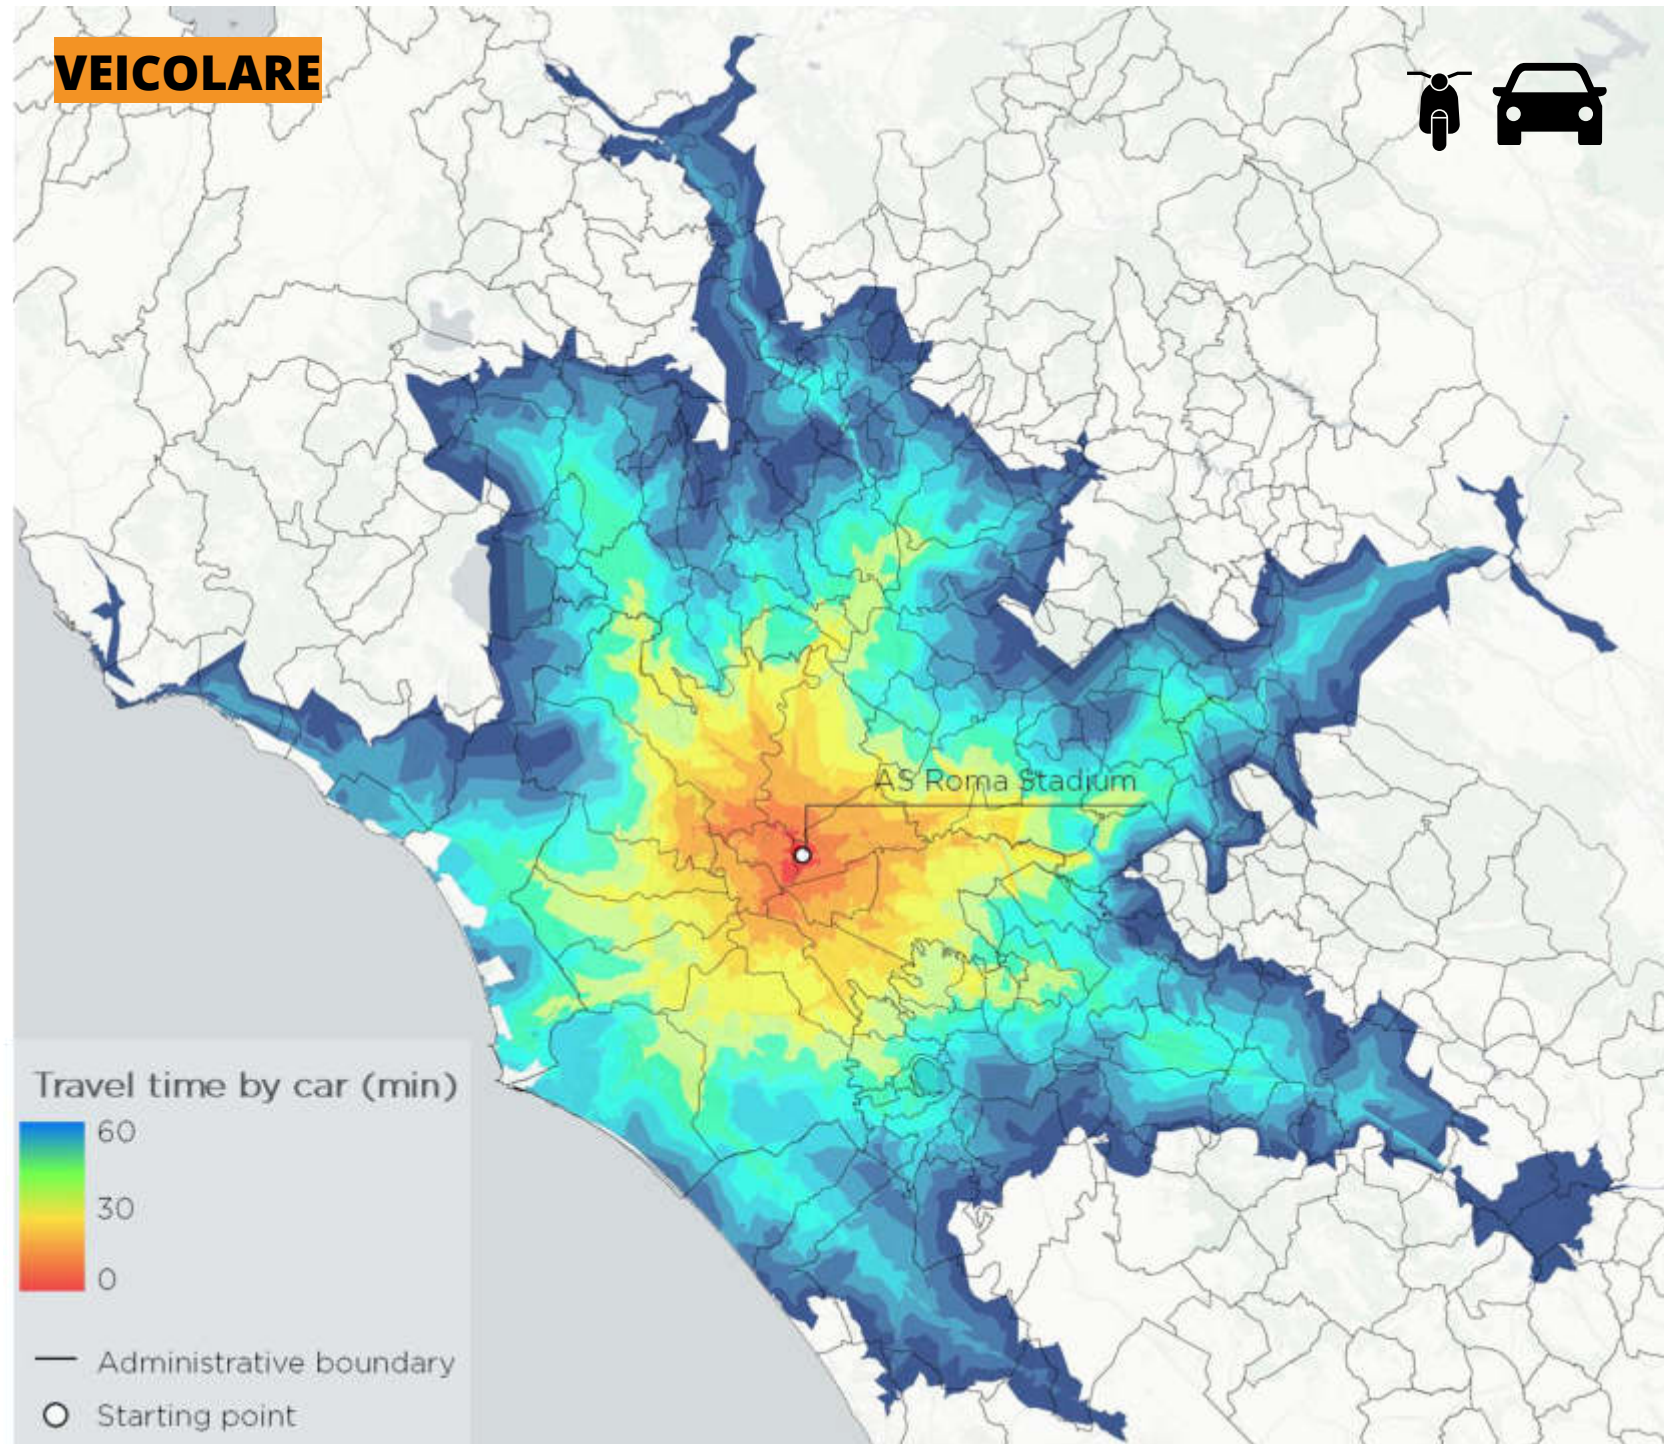 VEICOLARE
AS Roma Stadium
Travel time by car (min)
60
30
0
Administrative boundary
Starting point